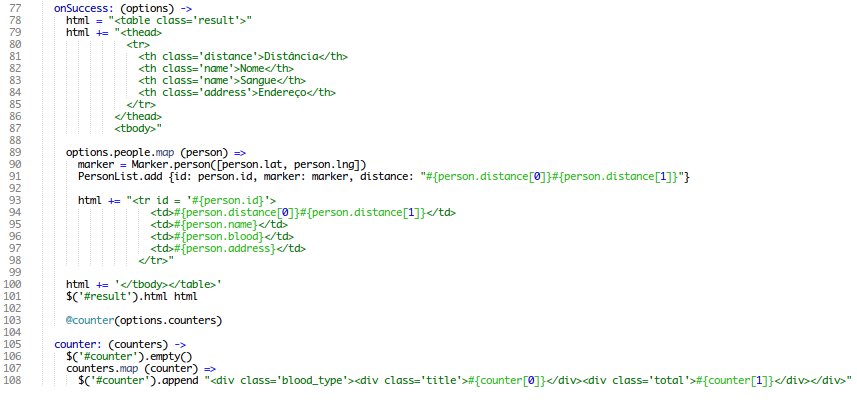 77 onSuccess: (options) ->
78 html = "<table class='result'>"
79 html += "<thead>
80 <tr>
81 <th class='distance'>Distância</th>
82 <th class='name'>Nome</th>
83 <th class='name'>Sangue</th>
84 <th class='address'>Endereço</th>
85 </tr>
86 </thead>
87 <tbody>"
88
89 options.people.map (person) =>
90 marker = Marker.person([person.lat, person.lng])
91 PersonList.add {id: person.id, marker: marker, distance: "#{person.distance[0]}#{person.distance[1]}"}
92
93 html += "<tr id = '#{person.id}'>
94 <td>#{person.distance[0]}#{person.distance[1]}</td>
95 <td>#{person.name}</td>
96 <td>#{person.blood}</td>
97 <td>#{person.address}</td>
98 </tr>"
99
100 html += '</tbody></table>'
101 $('#result').html html
102
103 @counter(options.counters)
104
105 counter: (counters) ->
106 $('#counter').empty()
107 counters.map (counter) =>
108 $('#counter').append "<div class='blood_type'><div class='title'>#{counter[0]}</div><div class='total'>#{counter[1]}</div></div>"